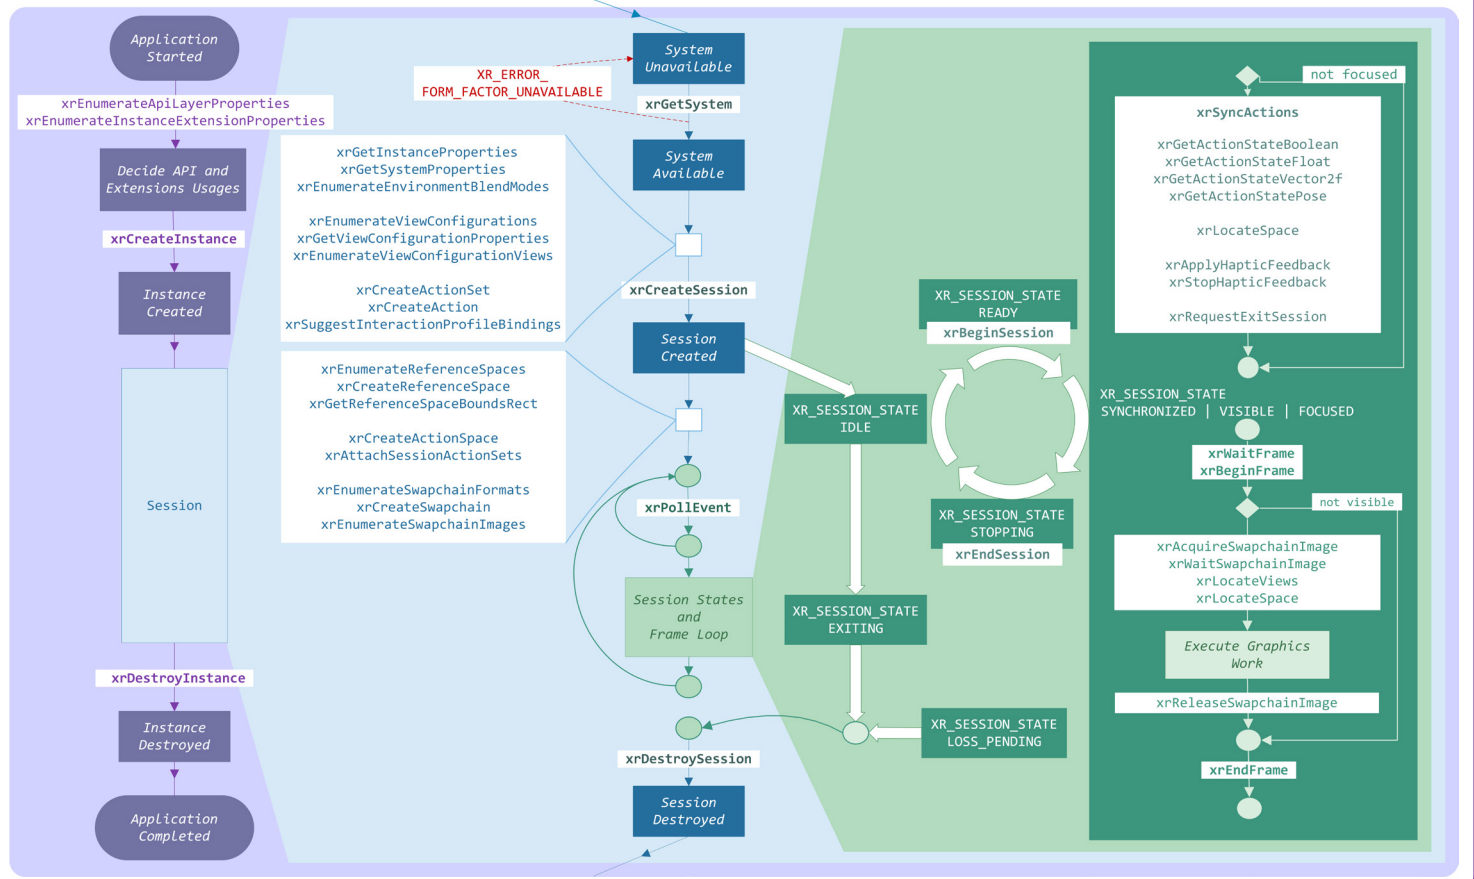 Application
Started
xrEnumerateApiLayerProperties
xrEnumerateInstanceExtensionProperties
Decide API and
Extensions Usages
xrCreateInstance
Instance
Created
Session
xrDestroyInstance
Instance
Destroyed
Application
Completed
System
Unavailable
XR_ERROR_
FORM_FACTOR_UNAVAILABLE
xrGetSystem
System
Available
xrGetInstanceProperties
xrGetSystemProperties
xrEnumerateEnvironmentBlendModes
xrEnumerateViewConfigurations
xrGetViewConfigurationProperties
xrEnumerateViewConfigurationViews
xrCreateActionSet
xrCreateAction
xrSuggestInteractionProfileBindings
xrCreateSession
Session
Created
xrEnumerateReferenceSpaces
xrCreateReferenceSpace
xrGetReferenceSpaceBoundsRect
xrCreateActionSpace
xrAttachSessionActionSets
xrEnumerateSwapchainFormats
xrCreateSwapchain
xrEnumerateSwapchainImages
xrPollEvent
Session States
and
Frame Loop
xrDestroySession
Session
Destroyed
XR_SESSION_STATE
IDLE
XR_SESSION_STATE
EXITING
XR_SESSION_STATE
LOSS_PENDING
XR_SESSION_STATE
READY
xrBeginSession
XR_SESSION_STATE
STOPPING
xrEndSession
not focused
xrSyncActions
xrGetActionStateBoolean
xrGetActionStateFloat
xrGetActionStateVector2f
xrGetActionStatePose
xrLocateSpace
xrApplyHapticFeedback
xrStopHapticFeedback
xrRequestExitSession
XR_SESSION_STATE
SYNCHRONIZED | VISIBLE | FOCUSED
xrWaitFrame
xrBeginFrame
not visible
xrAcquireSwapchainImage
xrWaitSwapchainImage
xrLocateViews
xrLocateSpace
Execute Graphics
Work
xrReleaseSwapchainImage
xrEndFrame